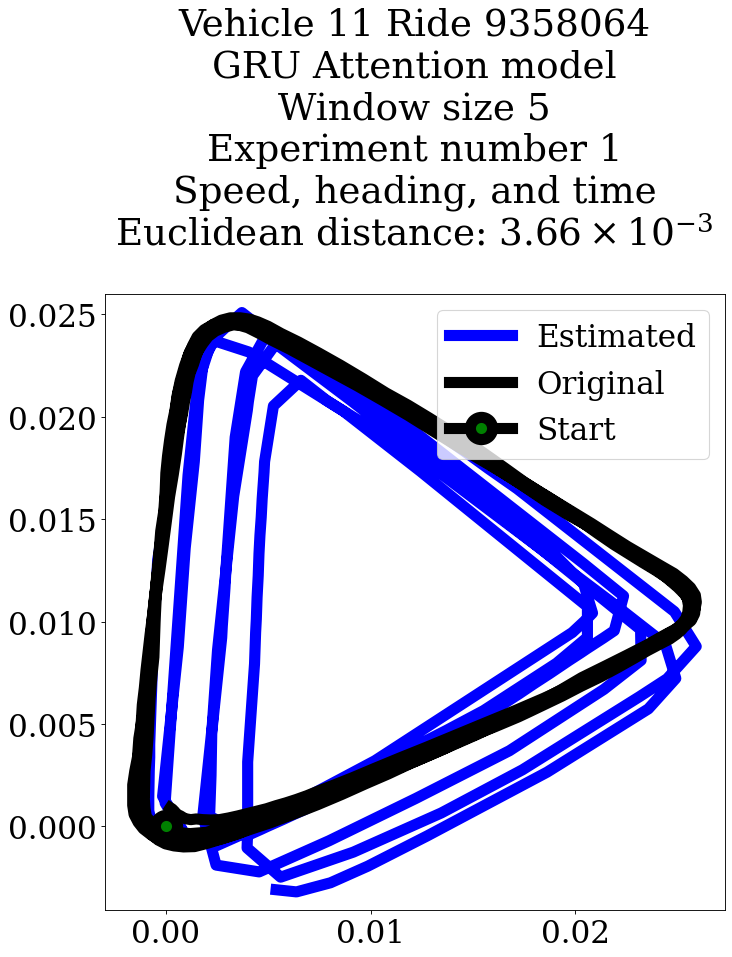 Vehicle 11 Ride 9358064
GRU Attention model
Window size 5
Experiment number 1
Speed, heading, and time
Euclidean distance: 3.66 × 10⁻³
0.025
0.020
0.015
0.010
0.005
0.000
Estimated
Original
Start
0.00 0.01 0.02